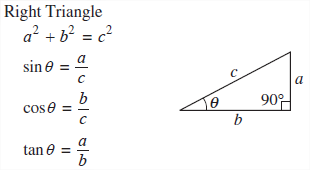 Right Triangle
a² + b² = c²
sin θ = a/c
cos θ = b/c
tan θ = a/b
c
a
θ
90°
b